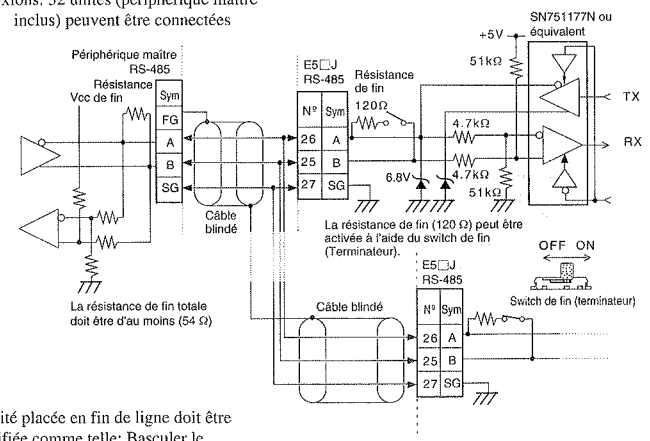 xions: 32 unités (périphérique maître
inclus) peuvent être connectées
SN751177N ou
équivalent
+5V
51kΩ
TX
RX
Périphérique maître
RS-485
Résistance
de fin
Vcc
Sym
FG
A
B
SG
Câble
blindé
E5□J
RS-485
Nº Sym
26 A
25 B
27 SG
Résistance
de fin
120Ω
4.7kΩ
4.7kΩ
6.8V
51kΩ
La résistance de fin (120 Ω) peut être
activée à l'aide du switch de fin
(Terminateur).
OFF ON
Switch de fin (terminateur)
La résistance de fin totale
doit être d'au moins (54 Ω)
Câble blindé
E5□J
RS-485
Nº Sym
26 A
25 B
27 SG
ité placée en fin de ligne doit être
ifiée comme telle: Basculer le